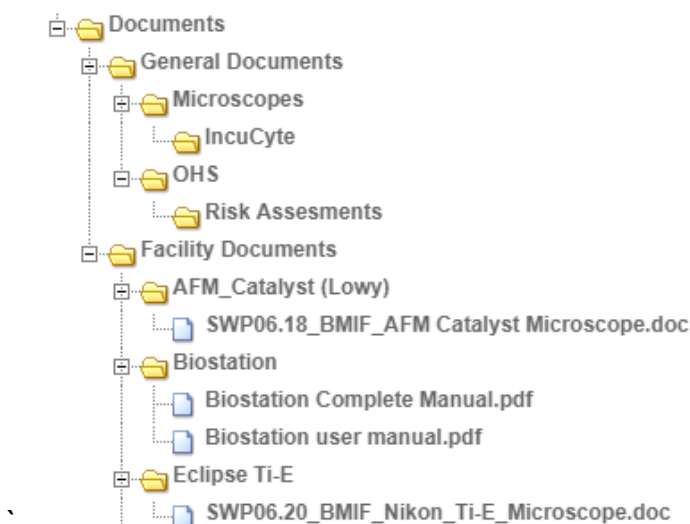 Documents
General Documents
Microscopes
IncuCyte
OHS
Risk Assesments
Facility Documents
AFM_Catalyst (Lowy)
SWP06.18_BMIF_AFM Catalyst Microscope.doc
Biostation
Biostation Complete Manual.pdf
Biostation user manual.pdf
Eclipse Ti-E
SWP06.20_BMIF_Nikon_Ti-E_Microscope.doc